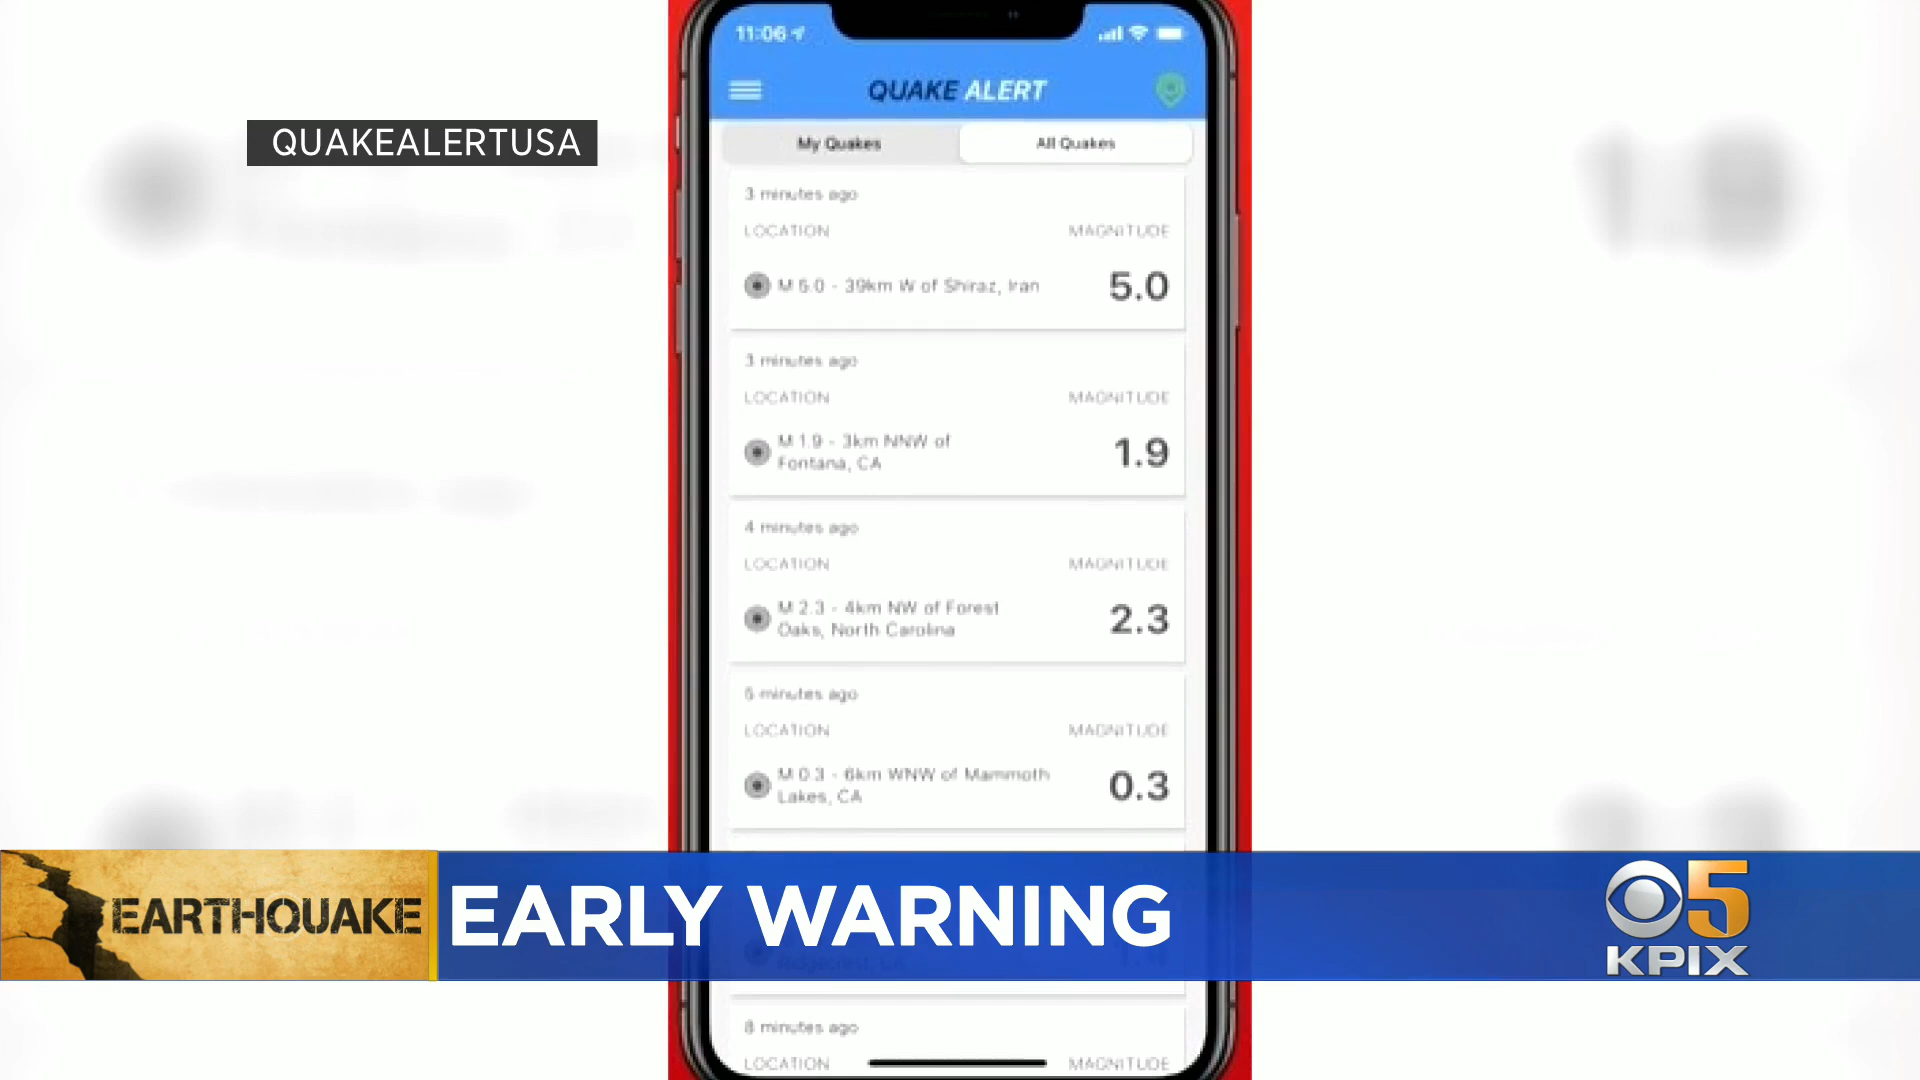 11:06
QUAKE ALERT
QUAKEALERTUSA
My Quakes
All Quakes
3 minutes ago
LOCATION
MAGNITUDE
M 5.0 - 39km W of Shiraz, Iran
5.0
3 minutes ago
LOCATION
MAGNITUDE
M 1.9 - 3km NNW of
Fontana, CA
1.9
4 minutes ago
LOCATION
MAGNITUDE
M 2.3 - 4km NW of Forest
Oaks, North Carolina
2.3
5 minutes ago
LOCATION
MAGNITUDE
M 0.3 - 6km WNW of Mammoth
Lakes, CA
0.3
EARTHQUAKE
EARLY WARNING
5
KPIX
8 minutes ago
LOCATION
MAGNITUDE